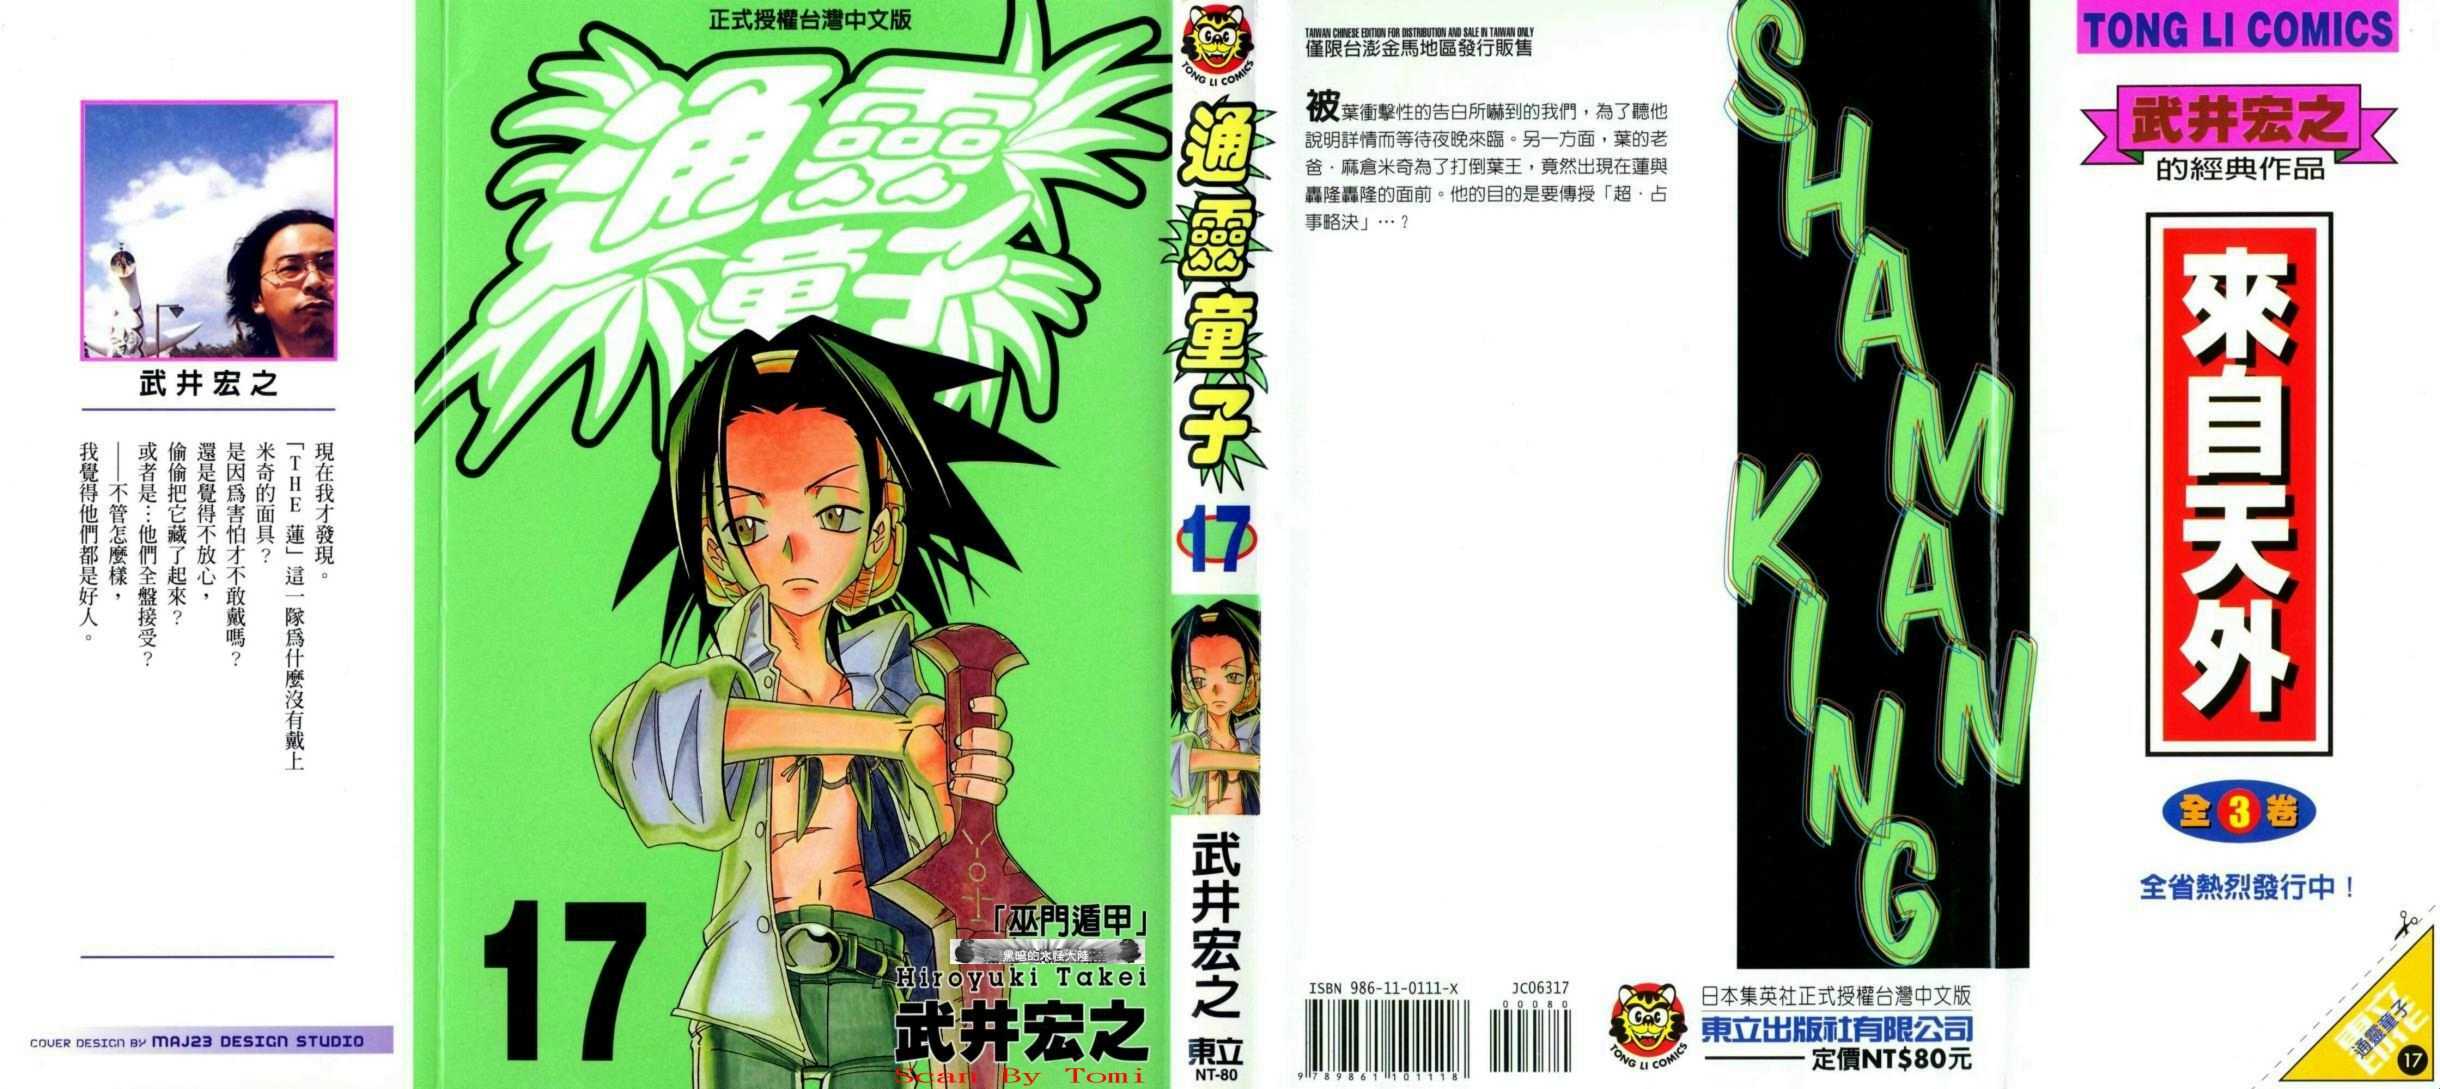 武井宏之
現在我才發現。
「THE 蓮」這一隊爲什麼沒有戴上
米奇的面具？
是因爲害怕才不敢戴嗎？
還是覺得不放心，
偷偷把它藏了起來？
或者是…他們全盤接受？
——不管怎麼樣，
我覺得他們都是好人。
COVER DESIGN BY MAJ23 DESIGN STUDIO
正式授權台灣中文版
通靈
童子
17
「巫門遁甲」
黑暗的水怪大陸
Hiroyuki Takei
武井宏之
Scan By Tomi
TONG LI COMICS
通靈童子
17
武井宏之
東立
NT-80
TAIWAN CHINESE EDITION FOR DISTRIBUTION AND SALE IN TAIWAN ONLY
僅限台澎金馬地區發行販售
被葉衝擊性的告白所嚇到的我們，為了聽他
說明詳情而等待夜晚來臨。另一方面，葉的老
爸．麻倉米奇為了打倒葉王，竟然出現在蓮與
轟隆轟隆的面前。他的目的是要傳授「超．占
事略決」…？
SHAMAN
KING
ISBN 986-11-0111-X
9 789861 101118
JC06317
00080
TONG LI COMICS
日本集英社正式授權台灣中文版
東立出版社有限公司
定價NT$80元
TONG LI COMICS
武井宏之
的經典作品
來自天外
全3卷
全省熱烈發行中！
通靈童子
17